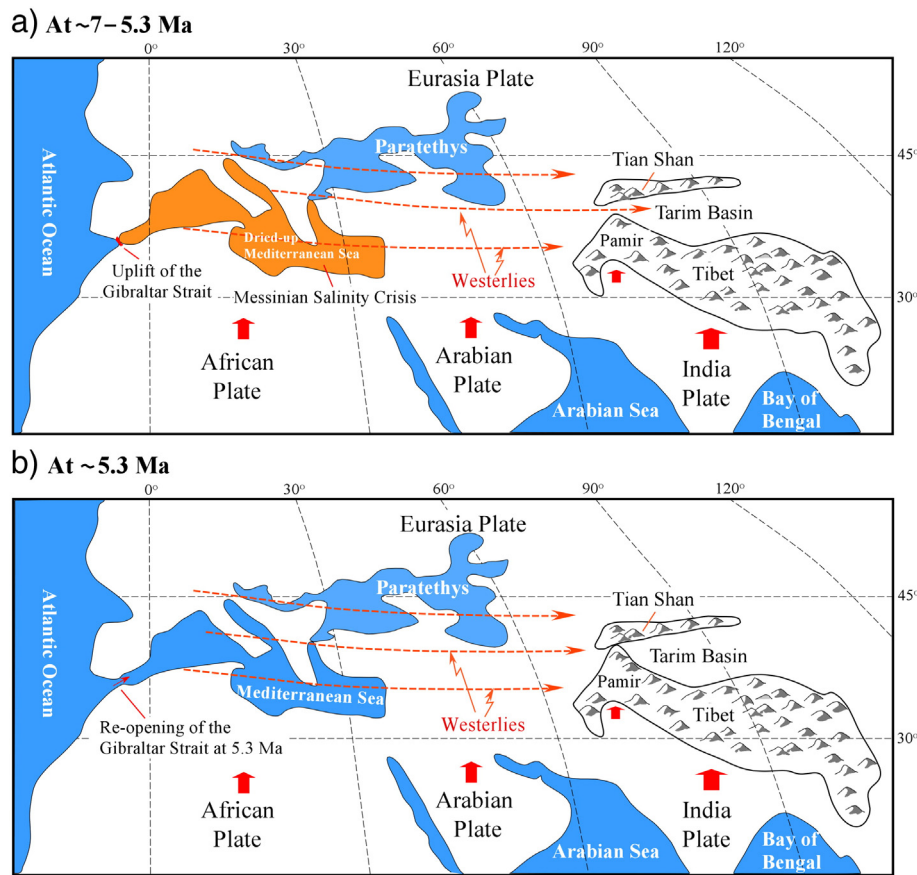 a) At ~7–5.3 Ma
0° 30° 60° 90° 120°
Eurasia Plate
Atlantic Ocean
Paratethys
45°
Tian Shan
Tarim Basin
Dried-up
Mediterranean Sea
Pamir
Tibet
Uplift of the
Gibraltar Strait
Westerlies
Messinian Salinity Crisis
30°
African
Plate
Arabian
Plate
India
Plate
Arabian Sea
Bay of
Bengal
b) At ~5.3 Ma
0° 30° 60° 90° 120°
Eurasia Plate
Atlantic Ocean
Paratethys
45°
Tian Shan
Tarim Basin
Pamir
Mediterranean Sea
Tibet
Westerlies
Re-opening of the
Gibraltar Strait at 5.3 Ma
30°
African
Plate
Arabian
Plate
India
Plate
Arabian Sea
Bay of
Bengal